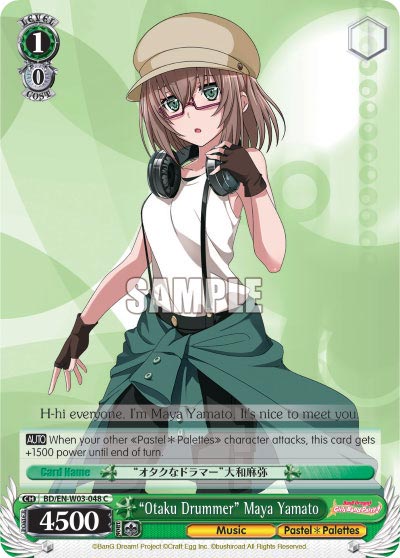 LEVEL
1
0
COST
SAMPLE
H-hi everyone. I'm Maya Yamato. It's nice to meet you.
AUTO When your other «Pastel＊Palettes» character attacks, this card gets
+1500 power until end of turn.
Card Name
“オタクなドラマー”大和麻弥
CH BD/EN-W03-048 C
POWER
4500
“Otaku Drummer” Maya Yamato
Music
Pastel＊Palettes
©BanG Dream! Project ©Craft Egg Inc. ©bushiroad All Rights Reserved.